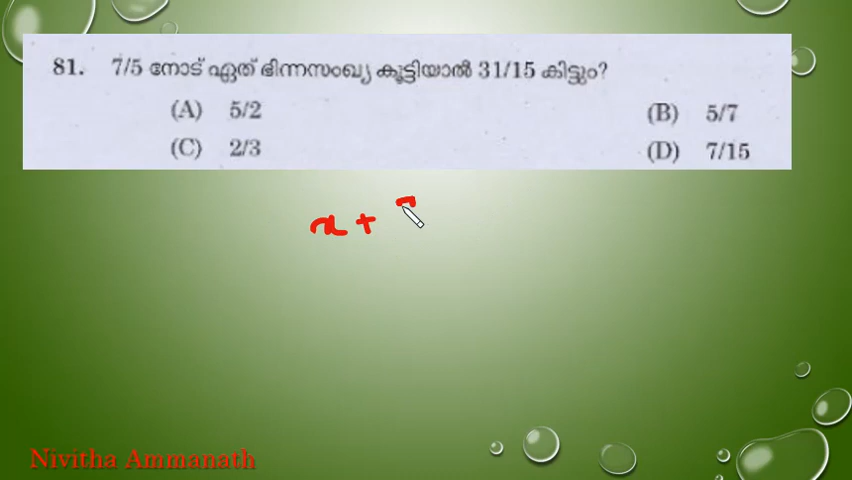 81. 7/5 നോട് ഏത് ഭിന്നസംഖ്യ കൂട്ടിയാൽ 31/15 കിട്ടും?
(A) 5/2 (B) 5/7
(C) 2/3 (D) 7/15
x +
Nivitha Ammanath